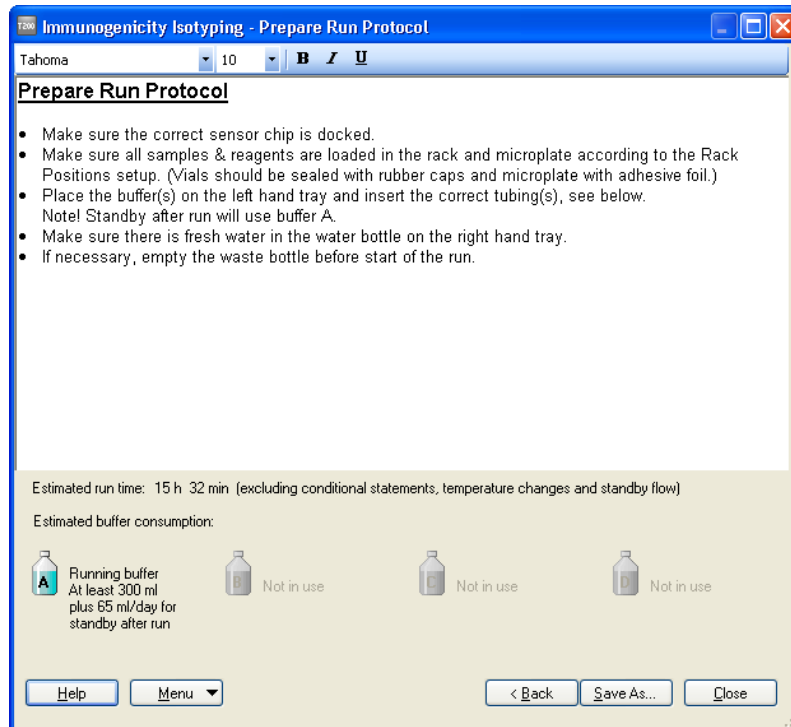 T200 Immunogenicity Isotyping - Prepare Run Protocol
Tahoma 10 B I U
Prepare Run Protocol
• Make sure the correct sensor chip is docked.
• Make sure all samples & reagents are loaded in the rack and microplate according to the Rack
Positions setup. (Vials should be sealed with rubber caps and microplate with adhesive foil.)
• Place the buffer(s) on the left hand tray and insert the correct tubing(s), see below.
Note! Standby after run will use buffer A.
• Make sure there is fresh water in the water bottle on the right hand tray.
• If necessary, empty the waste bottle before start of the run.
Estimated run time: 15 h 32 min (excluding conditional statements, temperature changes and standby flow)
Estimated buffer consumption:
A
Running buffer
At least 300 ml
plus 65 ml/day for
standby after run
B Not in use
C Not in use
D Not in use
Help Menu < Back Save As... Close